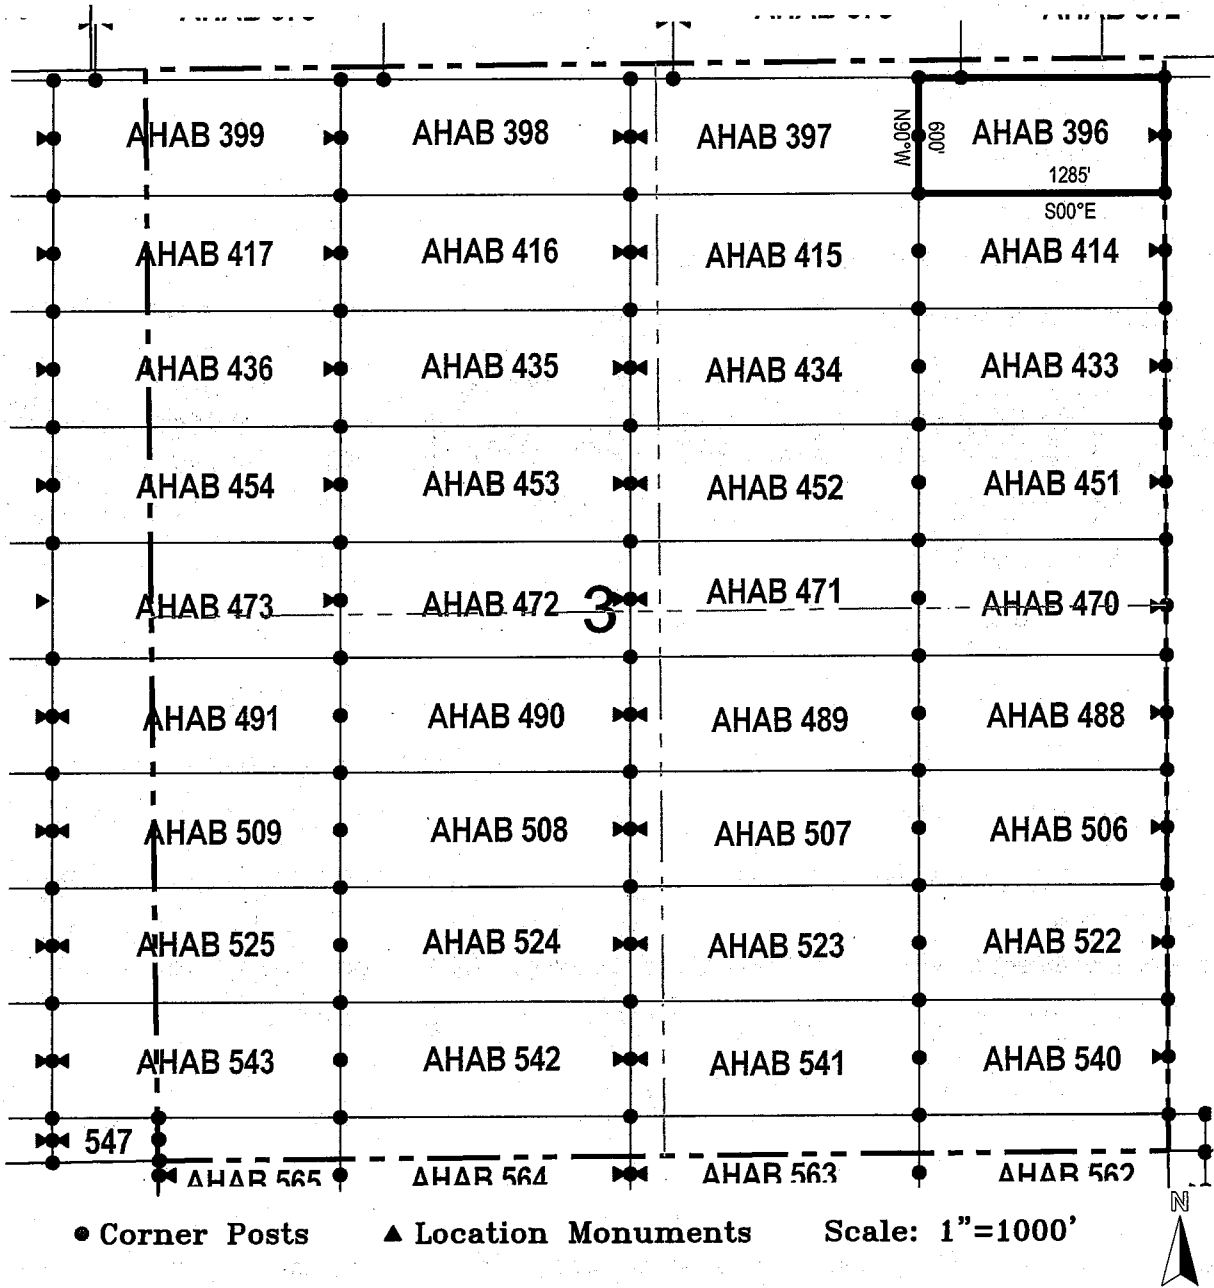 AHAB 399 AHAB 398 AHAB 397 AHAB 396
N90°W 600'
1285'
S00°E
AHAB 417 AHAB 416 AHAB 415 AHAB 414
AHAB 436 AHAB 435 AHAB 434 AHAB 433
AHAB 454 AHAB 453 AHAB 452 AHAB 451
AHAB 473 AHAB 472 3 AHAB 471 AHAB 470
AHAB 491 AHAB 490 AHAB 489 AHAB 488
AHAB 509 AHAB 508 AHAB 507 AHAB 506
AHAB 525 AHAB 524 AHAB 523 AHAB 522
AHAB 543 AHAB 542 AHAB 541 AHAB 540
547
AHAB 565 AHAB 564 AHAB 563 AHAB 562
N
Corner Posts Location Monuments Scale: 1"=1000'